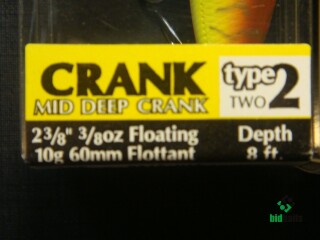 CRANK
MID DEEP CRANK
type
TWO 2
2 3/8" 3/8oz Floating
10g 60mm Flottant
Depth
8 ft.